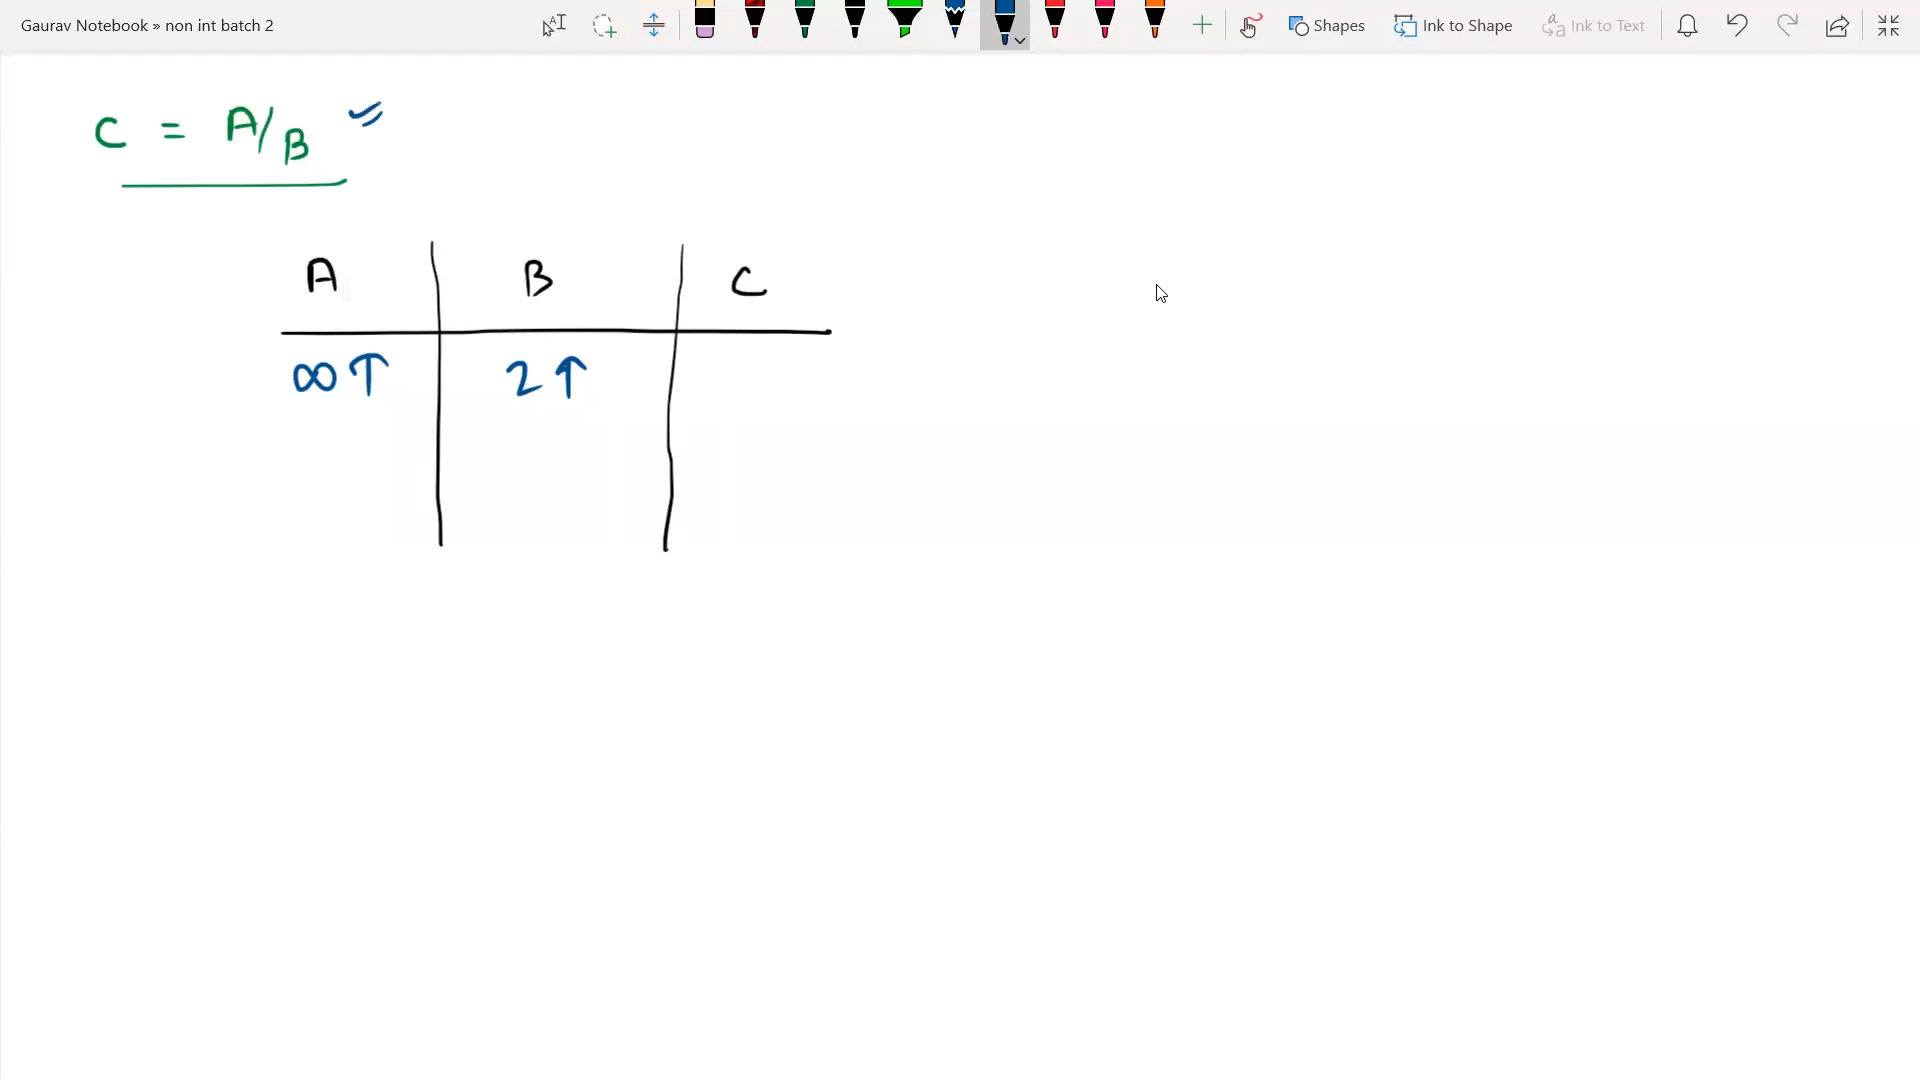 Gaurav Notebook » non int batch 2
Shapes
Ink to Shape
Ink to Text
C = A/B
A B C
∞↑ 2↑